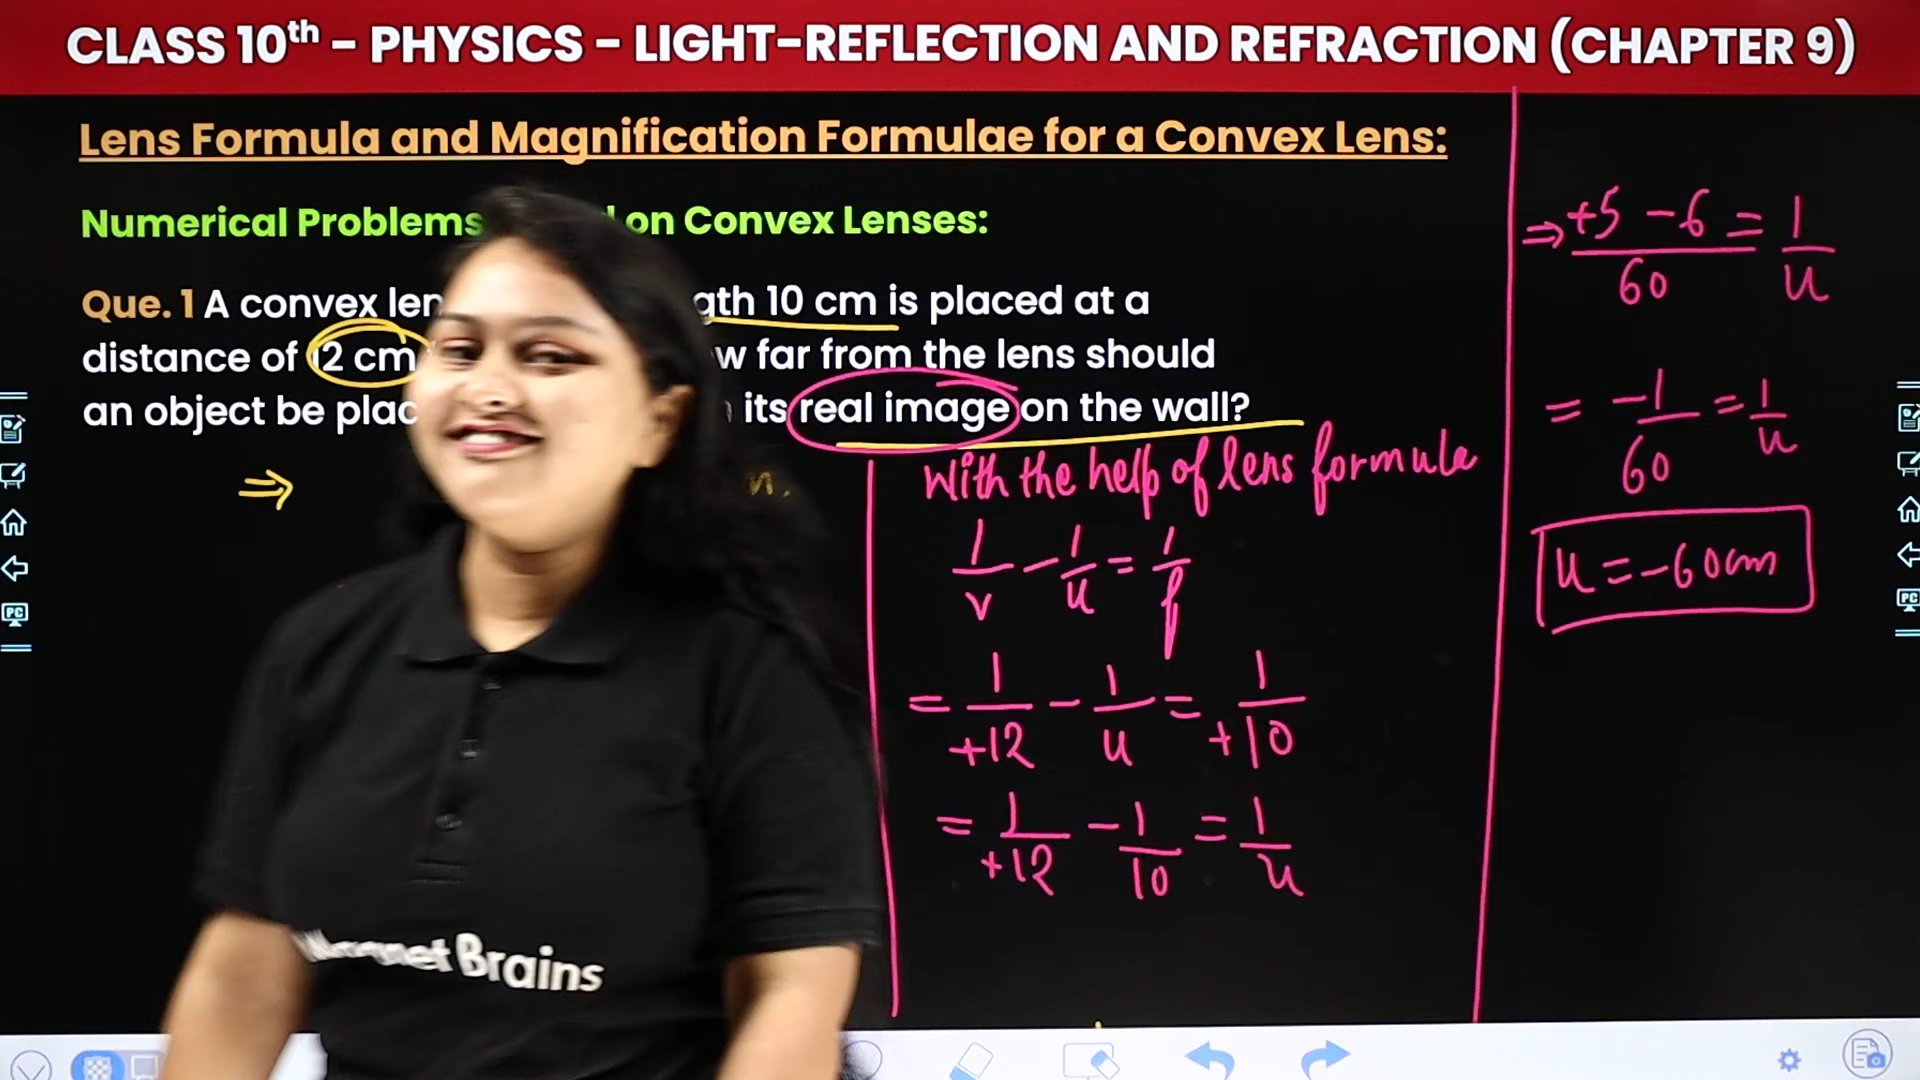 CLASS 10th - PHYSICS - LIGHT-REFLECTION AND REFRACTION (CHAPTER 9)
Lens Formula and Magnification Formulae for a Convex Lens:
Numerical Problems on Convex Lenses:
Que. 1 A convex 10 cm is placed at a
distance of 12 cm far from the lens should
an object be its real image on the wall?
⇒
With the help of lens formula
1/v - 1/u = 1/f
= 1/+12 - 1/u = 1/+10
= 1/+12 - 1/10 = 1/u
⇒ +5 - 6/60 = 1/u
= -1/60 = 1/u
u = -60cm
Brains
PC
PC